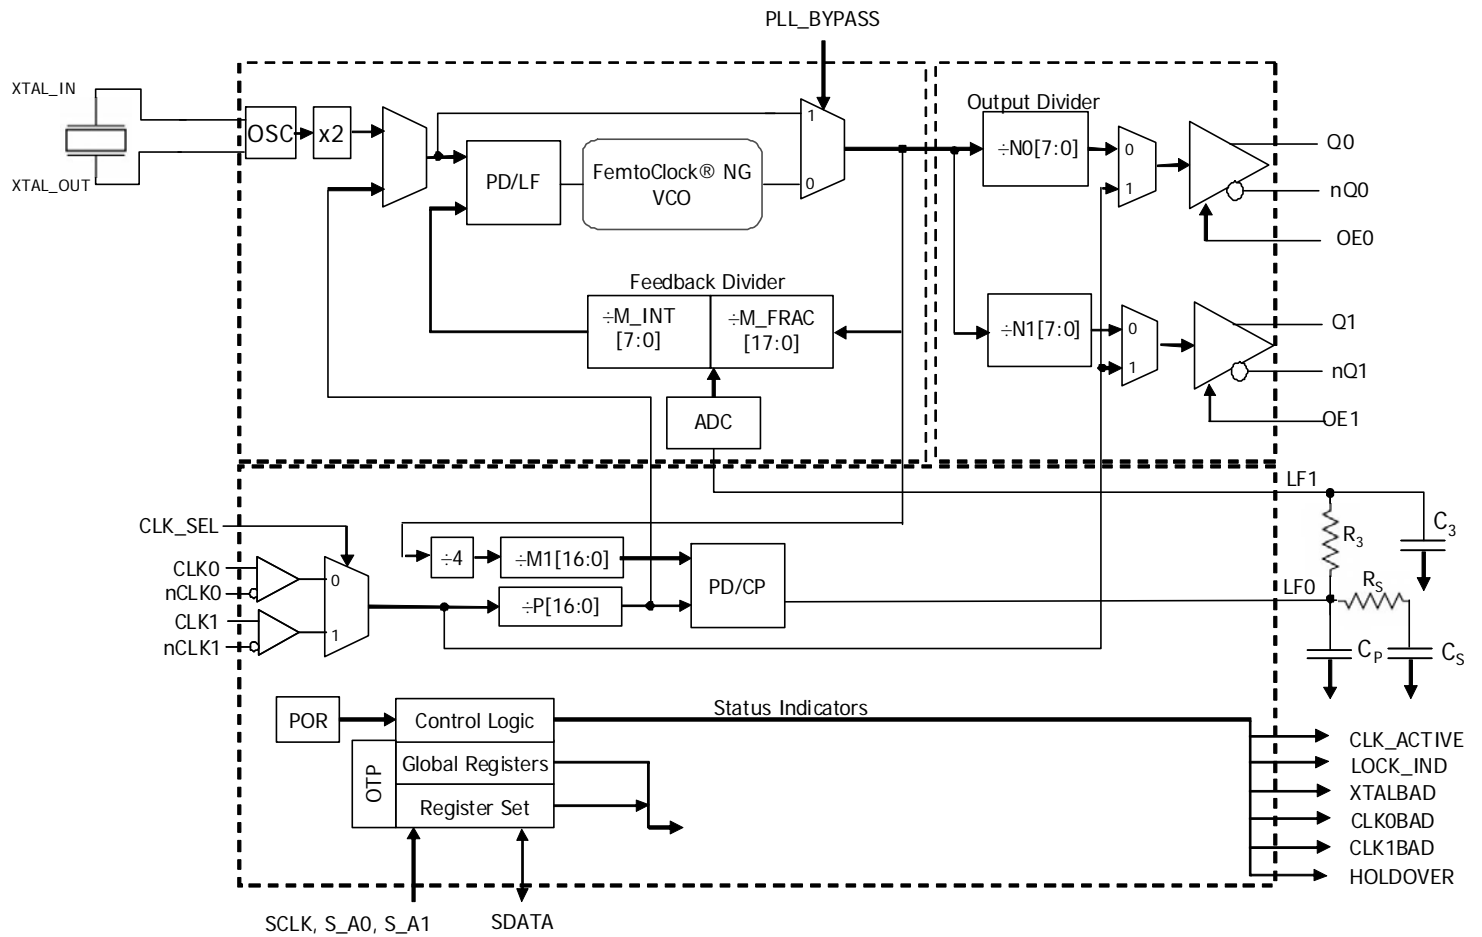 PLL_BYPASS
XTAL_IN
XTAL_OUT
OSC
x2
PD/LF
FemtoClock® NG
VCO
1
0
Output Divider
÷N0[7:0]
0
1
Q0
nQ0
OE0
Feedback Divider
÷M_INT
[7:0]
÷M_FRAC
[17:0]
÷N1[7:0]
0
1
Q1
nQ1
OE1
ADC
LF1
CLK_SEL
CLK0
nCLK0
CLK1
nCLK1
0
1
÷4
÷M1[16:0]
÷P[16:0]
PD/CP
R3
C3
LF0
RS
CP
CS
POR
Control Logic
Global Registers
Register Set
OTP
Status Indicators
CLK_ACTIVE
LOCK_IND
XTALBAD
CLK0BAD
CLK1BAD
HOLDOVER
SCLK, S_A0, S_A1
SDATA